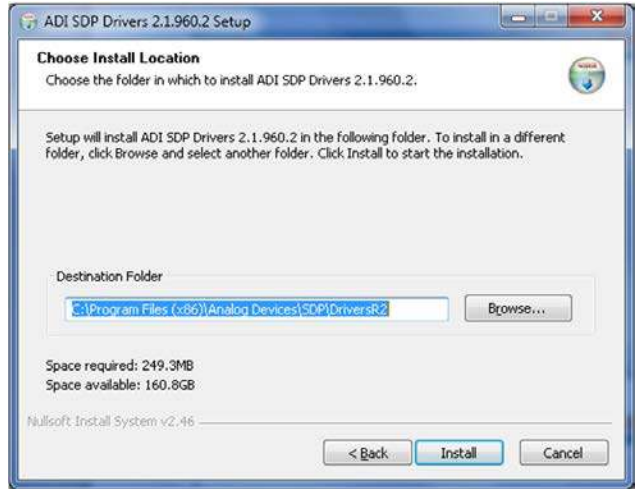 ADI SDP Drivers 2.1.960.2 Setup
Choose Install Location
Choose the folder in which to install ADI SDP Drivers 2.1.960.2.
Setup will install ADI SDP Drivers 2.1.960.2 in the following folder. To install in a different
folder, click Browse and select another folder. Click Install to start the installation.
Destination Folder
C:\Program Files (x86)\Analog Devices\SDP\DriversR2
Browse...
Space required: 249.3MB
Space available: 160.8GB
Nullsoft Install System v2.46
< Back
Install
Cancel